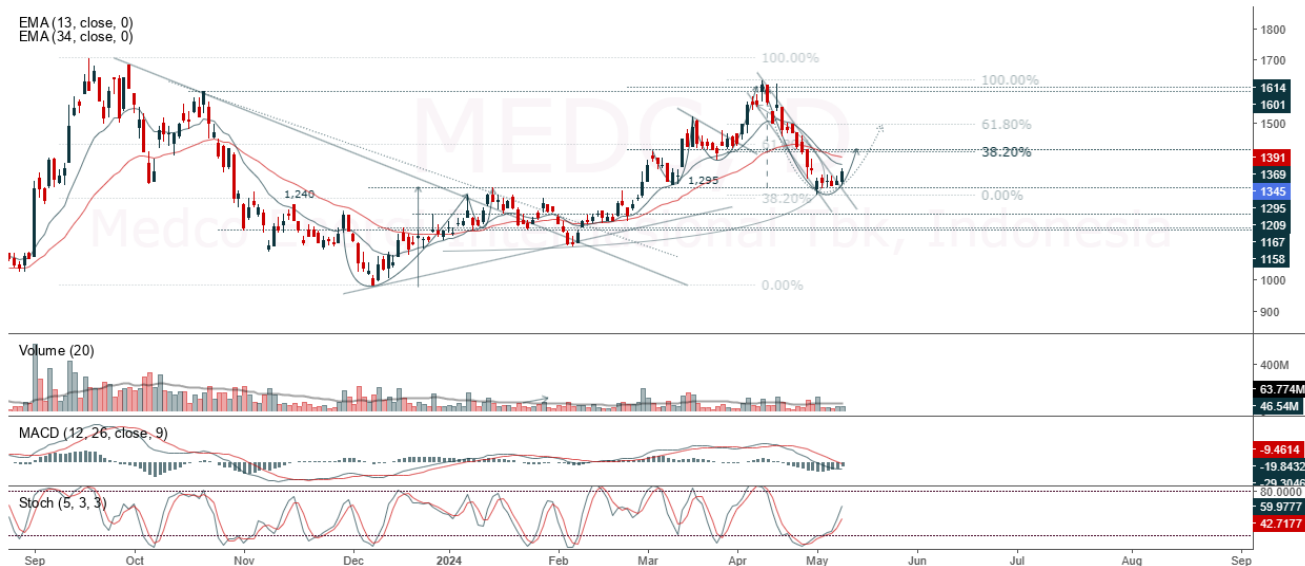 EMA (13, close, 0)
EMA (34, close, 0)
1800
100.00%
1700
100.00%
1614
1601
MEDC
1500
61.80%
38.20%
1391
1369
1,295
1345
1,240
38.20%
0.00%
1295
1209
1167
1158
0.00%
1000
900
Volume (20)
400M
63.774M
46.54M
MACD (12, 26, close, 9)
-9.4614
-19.8432
-29.3046
Stoch (5, 3, 3)
80.0000
59.9777
42.7177
Sep Oct Nov Dec 2024 Feb Mar Apr May Jun Jul Aug Sep